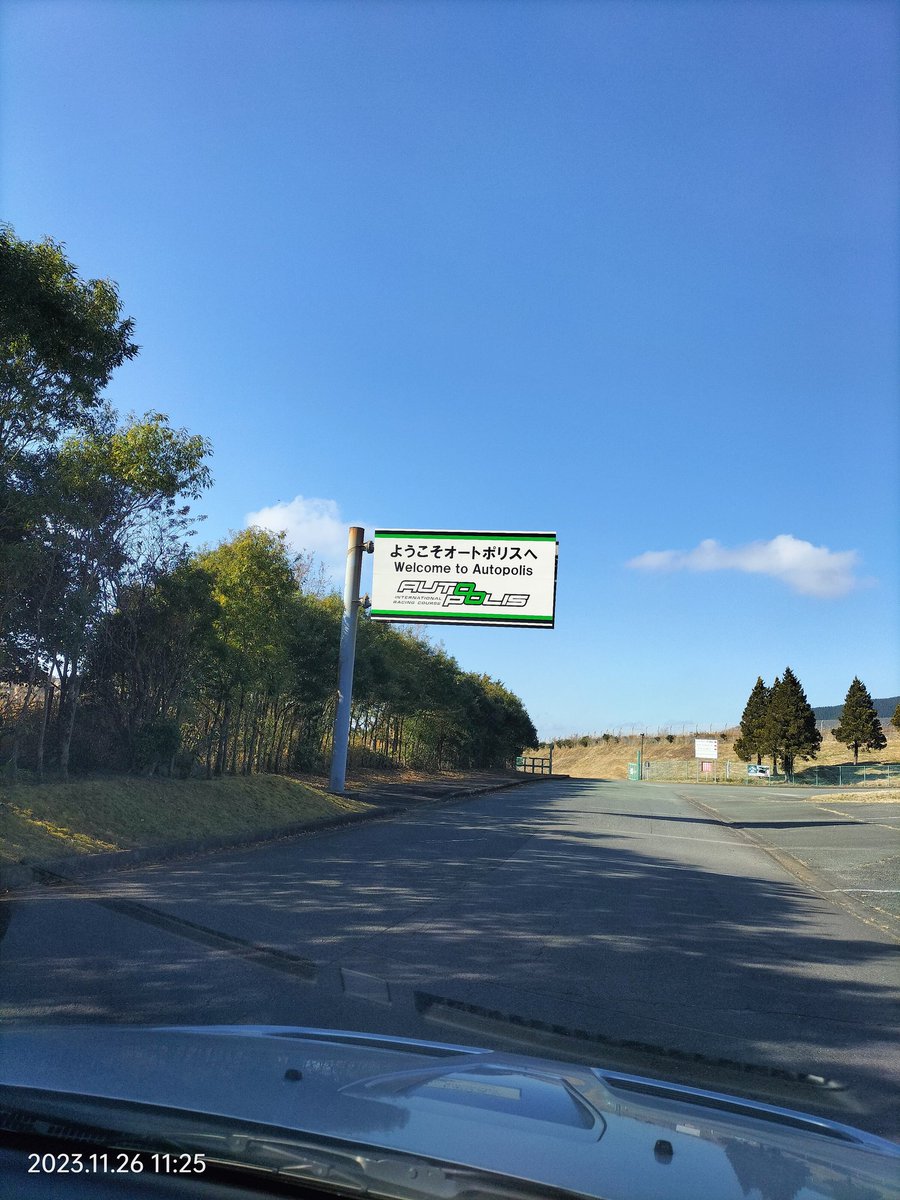 ようこそオートポリスへ
Welcome to Autopolis
AUTOPOLIS
INTERNATIONAL
RACING COURSE
2023.11.26 11:25